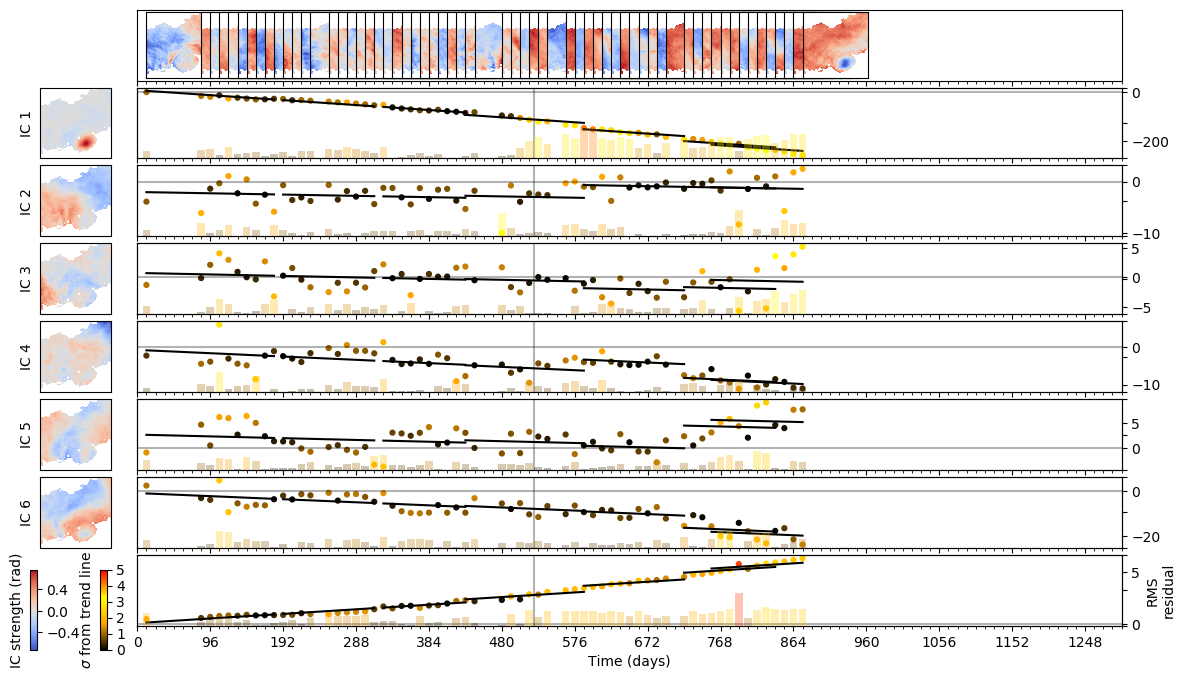 IC 1
0
−200
IC 2
0
−10
IC 3
5
0
−5
IC 4
0
−10
IC 5
5
0
IC 6
0
−20
RMS
residual
5
0
0 96 192 288 384 480 576 672 768 864 960 1056 1152 1248
Time (days)
IC strength (rad)
0.4
0.0
−0.4
σ from trend line
5
4
3
2
1
0